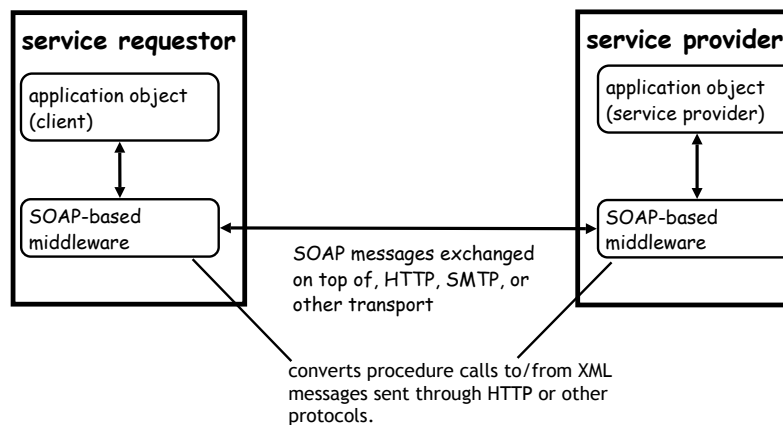 service requestor
application object
(client)
SOAP-based
middleware
service provider
application object
(service provider)
SOAP-based
middleware
SOAP messages exchanged
on top of, HTTP, SMTP, or
other transport
converts procedure calls to/from XML
messages sent through HTTP or other
protocols.